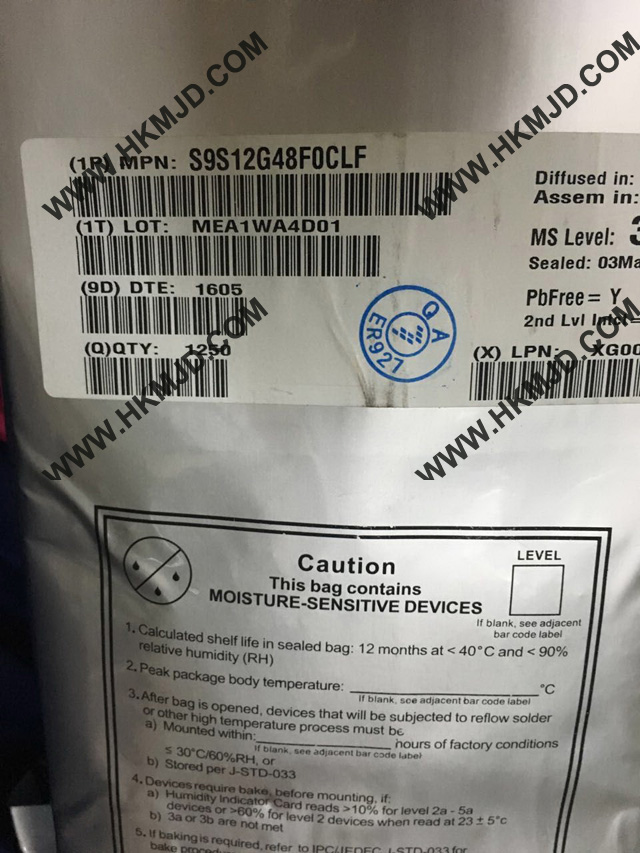 WWW.HKMJD.COM
WWW.HKMJD.COM
(1P) MPN: S9S12G48F0CLF
Diffused in:
Assem in:
(1T) LOT: MEA1WA4D01
MS Level: 3
Sealed: 03Ma
(9D) DTE: 1605
PbFree = Y
2nd Lvl
QA
ER927
(Q)QTY: 1250
(X) LPN: XG00
WWW.HKMJD.COM
WWW.HKMJD.COM
Caution
This bag contains
MOISTURE-SENSITIVE DEVICES
LEVEL
If blank, see adjacent
bar code label
1. Calculated shelf life in sealed bag: 12 months at < 40°C and < 90%
relative humidity (RH)
2. Peak package body temperature: °C
If blank, see adjacent bar code label
3. After bag is opened, devices that will be subjected to reflow solder
or other high temperature process must be
a) Mounted within: hours of factory conditions
If blank, see adjacent bar code label
≤ 30°C/60%RH, or
b) Stored per J-STD-033
4. Devices require bake, before mounting, if:
a) Humidity Indicator Card reads >10% for level 2a - 5a
devices or >60% for level 2 devices when read at 23 ± 5°c
b) 3a or 3b are not met
5. If baking is required, refer to IPC/JEDEC J-STD-033 for
bake